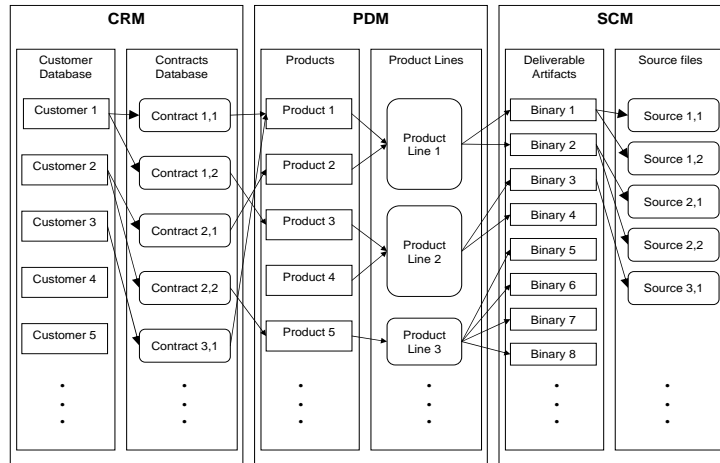 CRM
PDM
SCM
Customer
Database
Contracts
Database
Products
Product Lines
Deliverable
Artifacts
Source files
Customer 1
Customer 2
Customer 3
Customer 4
Customer 5
Contract 1,1
Contract 1,2
Contract 2,1
Contract 2,2
Contract 3,1
Product 1
Product 2
Product 3
Product 4
Product 5
Product
Line 1
Product
Line 2
Product
Line 3
Binary 1
Binary 2
Binary 3
Binary 4
Binary 5
Binary 6
Binary 7
Binary 8
Source 1,1
Source 1,2
Source 2,1
Source 2,2
Source 3,1